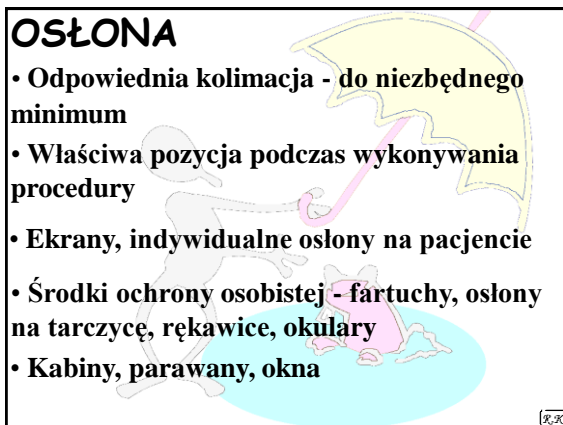 OSŁONA
• Odpowiednia kolimacja - do niezbędnego
minimum
• Właściwa pozycja podczas wykonywania
procedury
• Ekrany, indywidualne osłony na pacjencie
• Środki ochrony osobistej - fartuchy, osłony
na tarczycę, rękawice, okulary
• Kabiny, parawany, okna